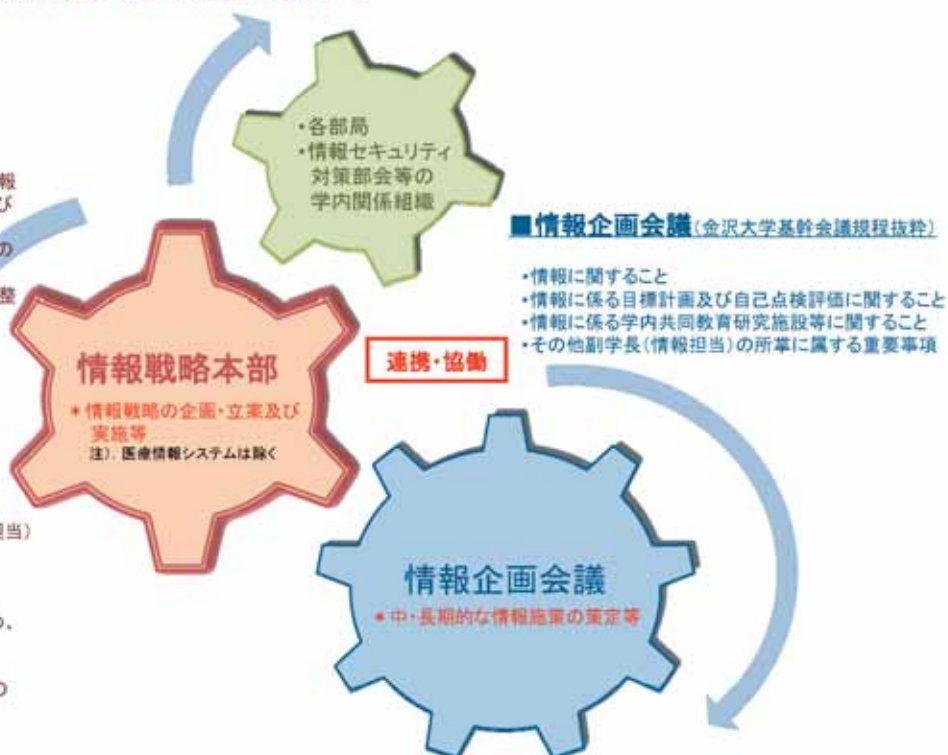 ・各部局
・情報セキュリティ
対策部会等の
学内関係組織
報
び
の
整
■情報企画会議(金沢大学基幹会議規程抜粋)
・情報に関すること
・情報に係る目標計画及び自己点検評価に関すること
・情報に係る学内共同教育研究施設等に関すること
・その他副学長(情報担当)の所掌に属する重要事項
連携・協働
情報戦略本部
*情報戦略の企画・立案及び
実施等
注). 医療情報システムは除く
担当)
、
の
情報企画会議
*中・長期的な情報施策の策定等